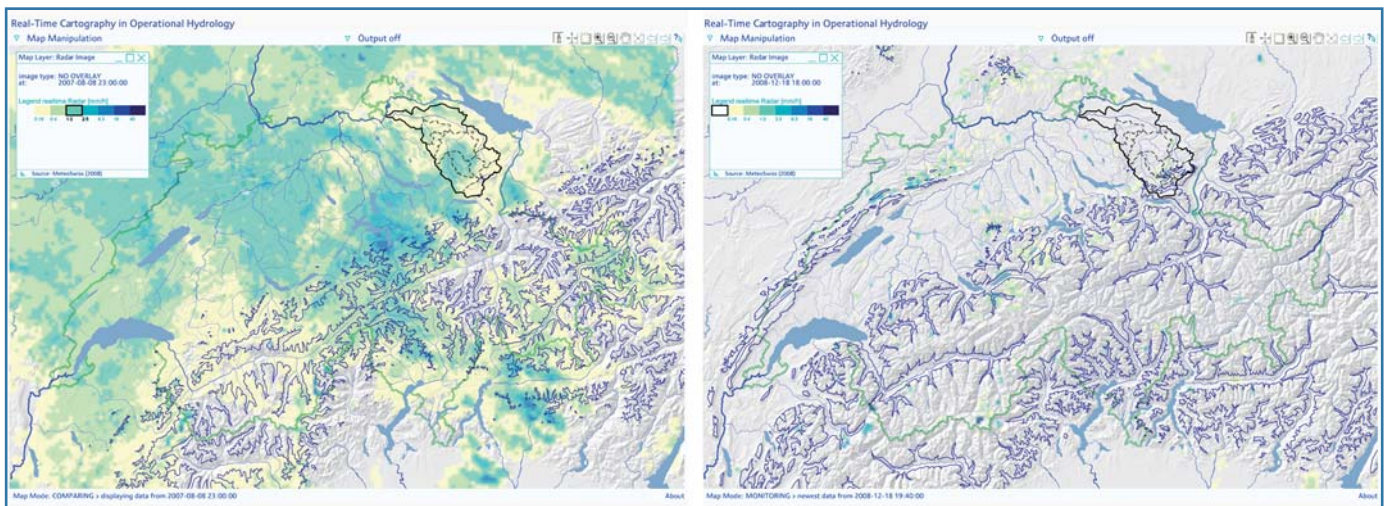 Real-Time Cartography in Operational Hydrology
Map Manipulation
Output off
Map Layer: Radar Image
image type: NO OVERLAY
at: 2007-08-08 23:00:00
Legend realtime Radar [mm/h]
Source: MeteoSwiss (2008)
Map Mode: COMPARING > displaying data from 2007-08-08 23:00:00
About
Real-Time Cartography in Operational Hydrology
Map Manipulation
Output off
Map Layer: Radar Image
image type: NO OVERLAY
at: 2008-12-18 18:00:00
Legend realtime Radar [mm/h]
Source: MeteoSwiss (2008)
Map Mode: MONITORING > newest data from 2008-12-18 19:40:00
About